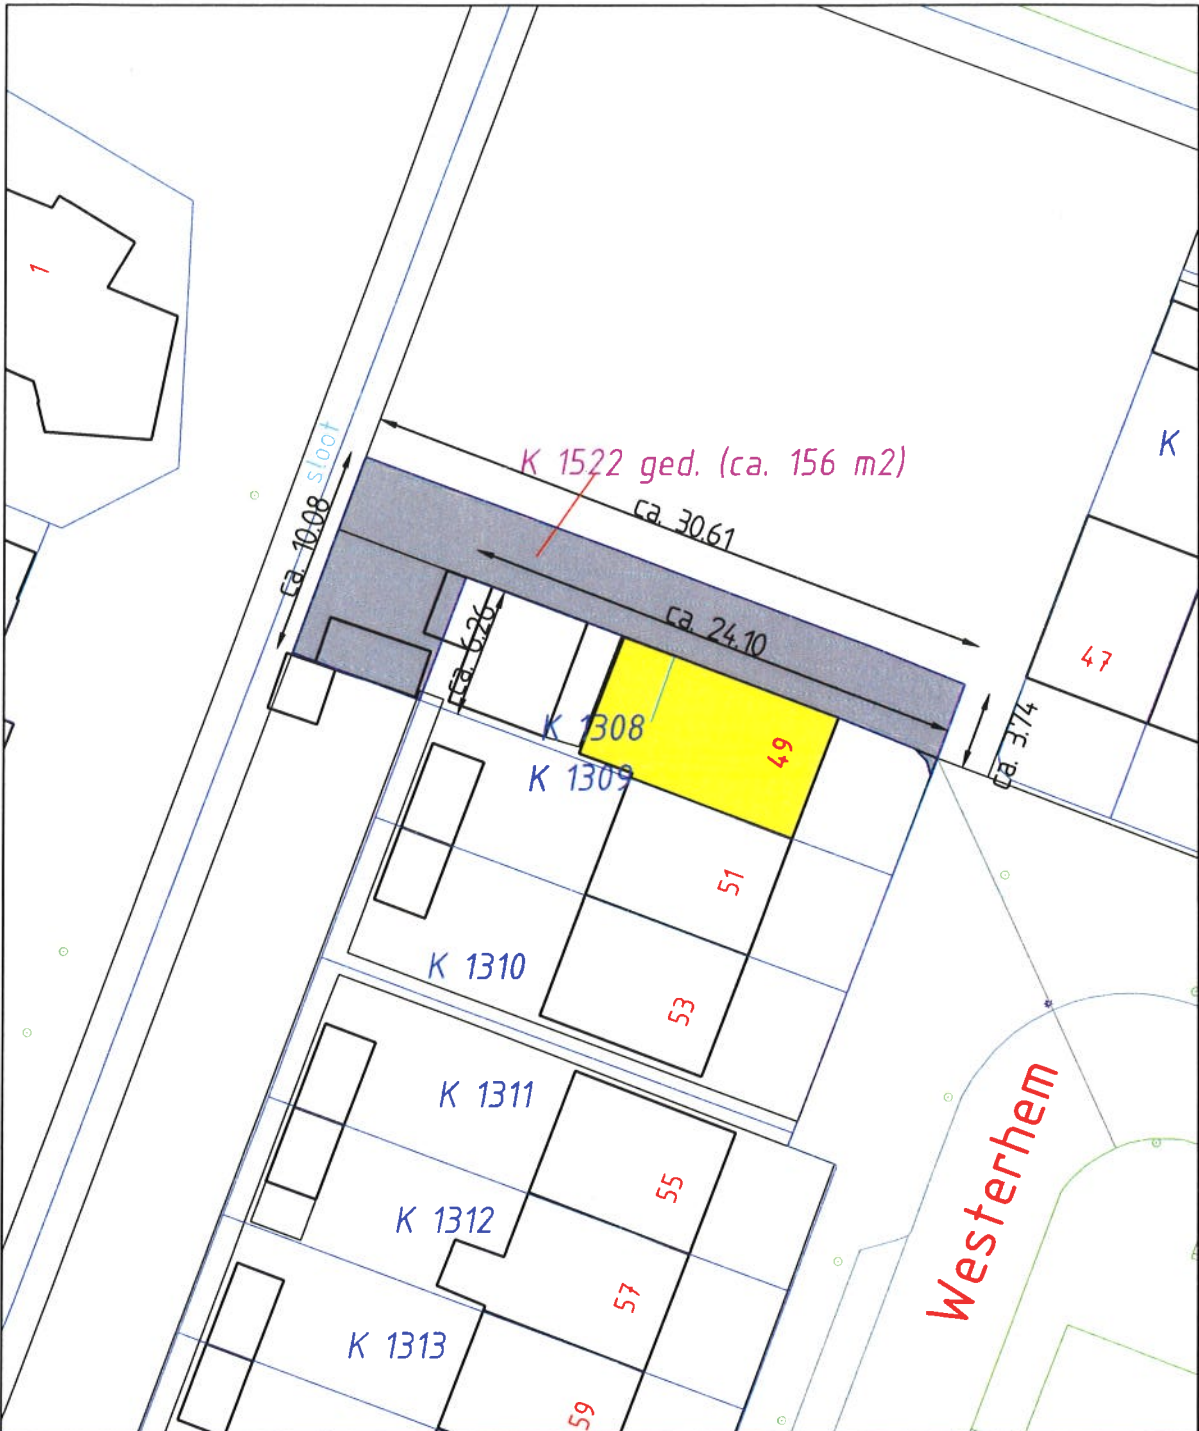 1
sloot
K
K 1522 ged. (ca. 156 m2)
ca. 10.08
ca. 30.61
ca. 24.10
ca. 6.26
47
ca. 3.74
K 1308
49
K 1309
51
K 1310
53
K 1311
Westerhem
55
K 1312
57
K 1313
59